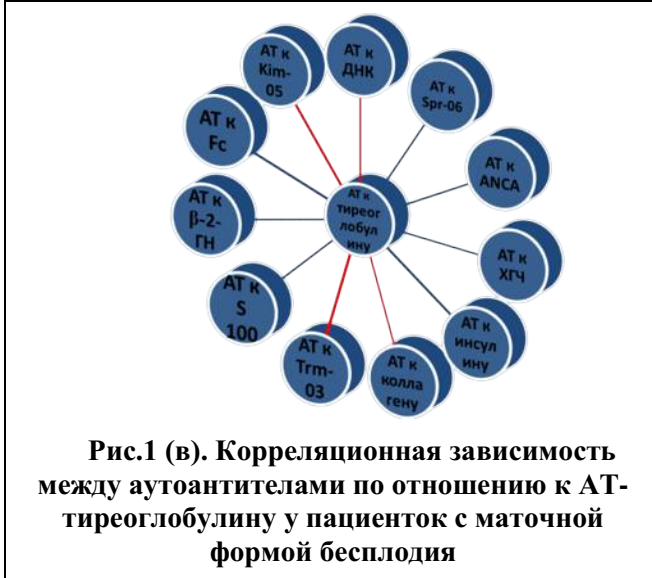 АТ к
ДНК
АТ к
Spr-06
АТ к
ANCA
АТ к
ХГЧ
АТ к
инсул
ину
АТ к
колла
гену
АТ к
Trm-
03
АТ к
S
100
АТ к
β-2-
ГН
АТ к
Fc
АТ к
Kim-
05
АТ к
тиреог
лобул
ину
Рис.1 (в). Корреляционная зависимость
между аутоантителами по отношению к АТ-
тиреоглобулину у пациенток с маточной
формой бесплодия